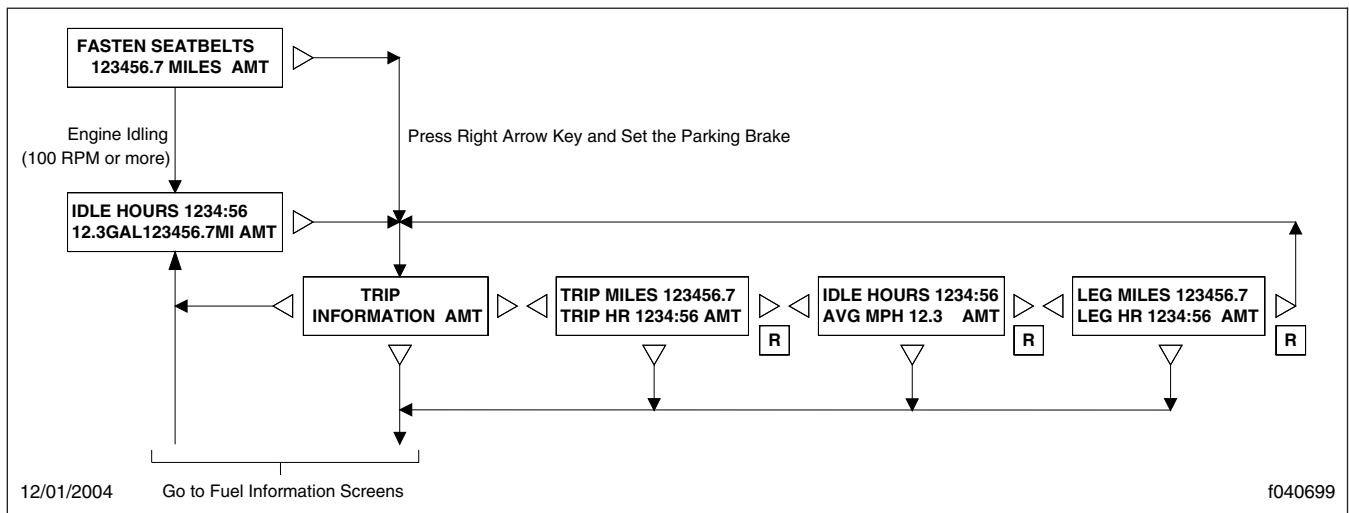 FASTEN SEATBELTS
123456.7 MILES AMT
Engine Idling
(100 RPM or more)
Press Right Arrow Key and Set the Parking Brake
IDLE HOURS 1234:56
12.3GAL123456.7MI AMT
TRIP
INFORMATION AMT
TRIP MILES 123456.7
TRIP HR 1234:56 AMT
R
IDLE HOURS 1234:56
AVG MPH 12.3 AMT
R
LEG MILES 123456.7
LEG HR 1234:56 AMT
R
12/01/2004
Go to Fuel Information Screens
f040699